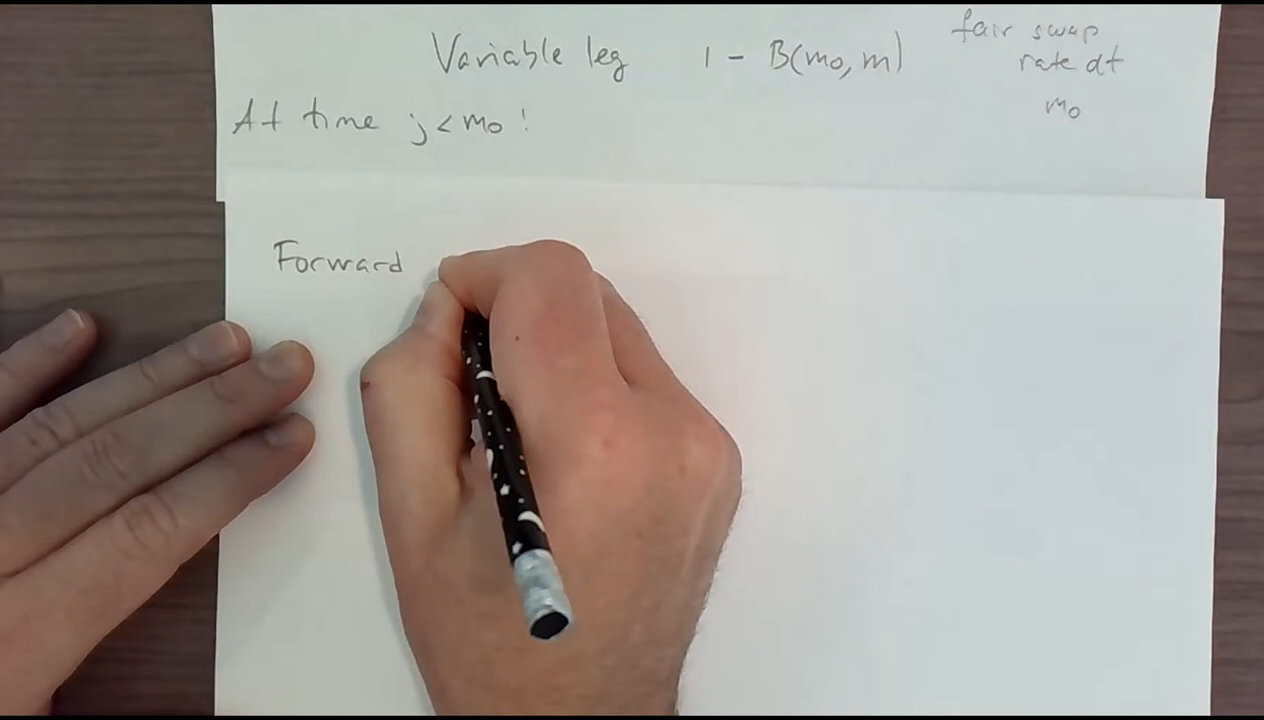 fair swap
Variable leg 1 - B(m₀,m) rate at
m₀
At time j < m₀ :
Forward